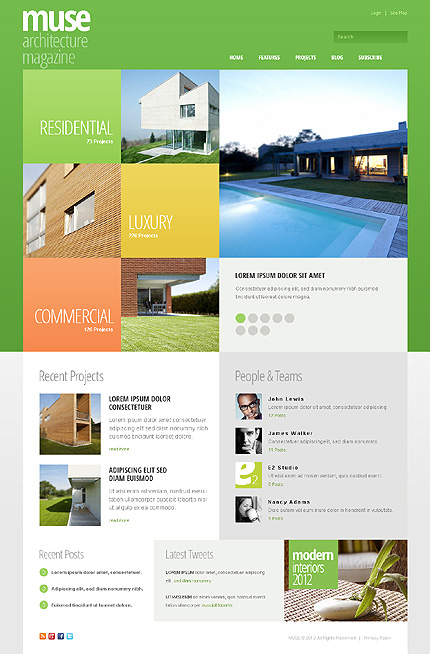 muse
architecture
magazine
Login | Site Map
Search
HOME FEATURES PROJECTS BLOG SUBSCRIBE
RESIDENTIAL
75 Projects
LUXURY
728 Projects
COMMERCIAL
126 Projects
LOREM IPSUM DOLOR SIT AMET
Consectetuer adipiscing elit, sed diam nonummy nibh euismod
tincidunt ut laoreet dolore magna.
Recent Projects
LOREM IPSUM DOLOR
CONSECTETUER
Lorem ipsum dolor sit amet,
consectetuer adipiscing elit, sed
diam nonummy nibh euismod
read more
ADIPISCING ELIT SED
DIAM EUISMOD
Ut wisi enim ad minim
veniam, quis nostrud exerci
tation ullamcorper suscipit lobortis nisl
ut aliquip ex ea commodo.
read more
People & Teams
John Lewis
Lorem ipsum dolor sit amet, consectetuer adipiscing.
12 Posts
James Walker
Consectetuer adipiscing elit, sed diam nonummy
11 Posts
e2
E2 Studio
Ut wisi enim ad minim veniam, quis nostrud exerci.
8 Posts
Nancy Adams
Duis autem vel eum iriure dolor in hendrerit in vulputate.
4 Posts
Recent Posts
Lorem ipsum dolor amet, consectetuer.
Adipiscing elit, sed diam nonummy nibh.
Euismod tincidunt ut laoreet dolore.
Latest Tweets
LOREM IPSUM dolor sit amet, consectetuer
adipiscing elit, sed diam nonummy
UT WISI ENIM ad minim veniam, quis nostrud exerci
tation ullamcorper suscipit lobortis
modern
interiors
2012
MUSE © 2012 All Rights Reserved | Privacy Policy